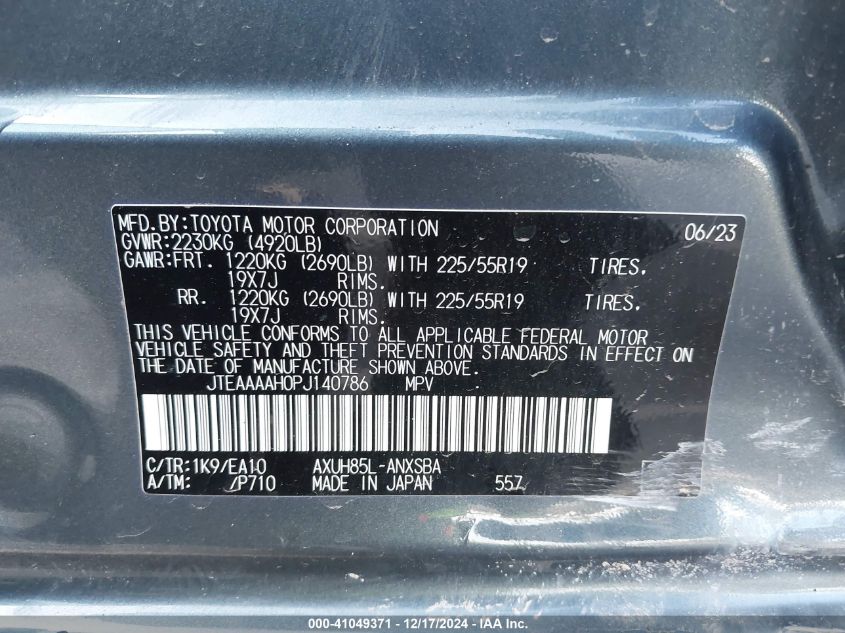 MFD.BY:TOYOTA MOTOR CORPORATION 06/23
GVWR:2230KG (4920LB)
GAWR:FRT. 1220KG (2690LB) WITH 225/55R19 TIRES.
19X7J RIMS.
RR. 1220KG (2690LB) WITH 225/55R19 TIRES.
19X7J RIMS.
THIS VEHICLE CONFORMS TO ALL APPLICABLE FEDERAL MOTOR
VEHICLE SAFETY AND THEFT PREVENTION STANDARDS IN EFFECT ON
THE DATE OF MANUFACTURE SHOWN ABOVE.
JTEAAAAH0PJ140786 MPV
C/TR:1K9/EA10 AXUH85L-ANXSBA
A/TM: /P710 MADE IN JAPAN 557
000-41049371 - 12/17/2024 - IAA Inc.